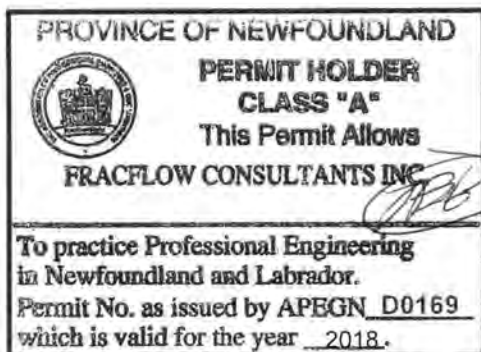 PROVINCE OF NEWFOUNDLAND
PERMIT HOLDER
CLASS "A"
This Permit Allows
FRACFLOW CONSULTANTS INC.
To practice Professional Engineering
in Newfoundland and Labrador.
Permit No. as issued by APEGN D0169
which is valid for the year 2018.